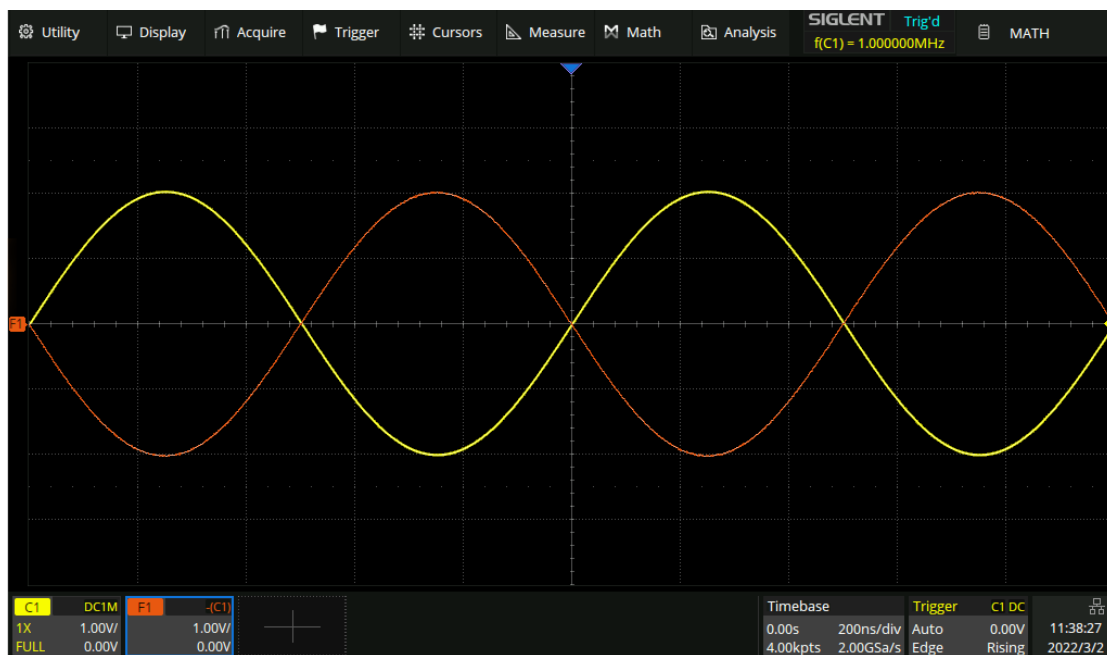 Utility Display Acquire Trigger Cursors Measure Math Analysis SIGLENT Trig'd MATH
f(C1) = 1.000000MHz
F1
C1 DC1M F1 -(C1) Timebase Trigger C1 DC
1X 1.00V/ 1.00V/ 0.00s 200ns/div Auto 0.00V 11:38:27
FULL 0.00V 0.00V 4.00kpts 2.00GSa/s Edge Rising 2022/3/2